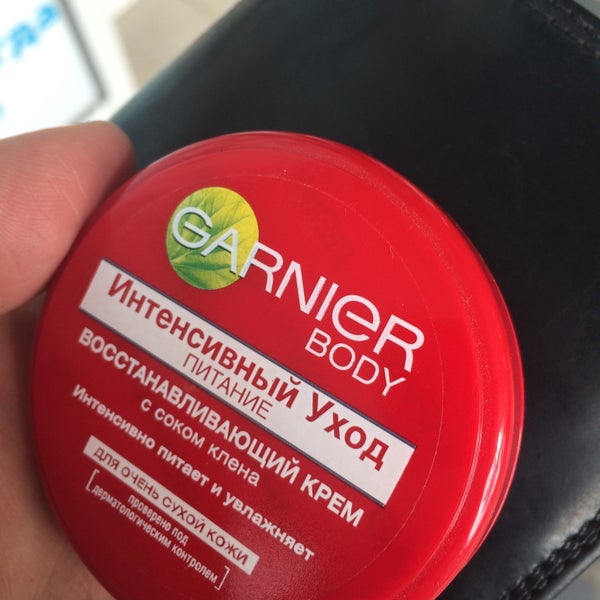 GARNIER
BODY
Интенсивный Уход
ПИТАНИЕ
ВОССТАНАВЛИВАЮЩИЙ КРЕМ
с соком клена
Интенсивно питает и увлажняет
для очень сухой кожи
проверено под
дерматологическим контролем